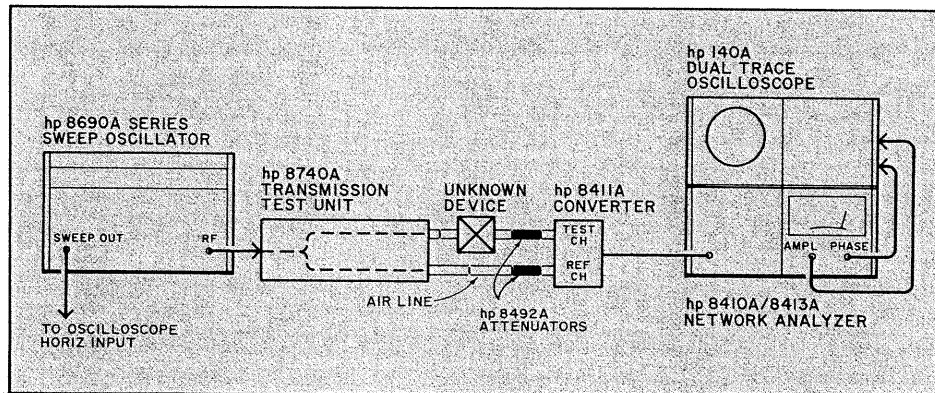 hp 140A
DUAL TRACE
OSCILLOSCOPE
hp 8690A SERIES
SWEEP OSCILLATOR
hp 8740A
TRANSMISSION
TEST UNIT
UNKNOWN
DEVICE
hp 8411A
CONVERTER
SWEEP OUT
RF
TEST
CH
REF
CH
AMPL
PHASE
AIR LINE
hp 8492A
ATTENUATORS
TO OSCILLOSCOPE
HORIZ INPUT
hp 8410A/8413A
NETWORK ANALYZER